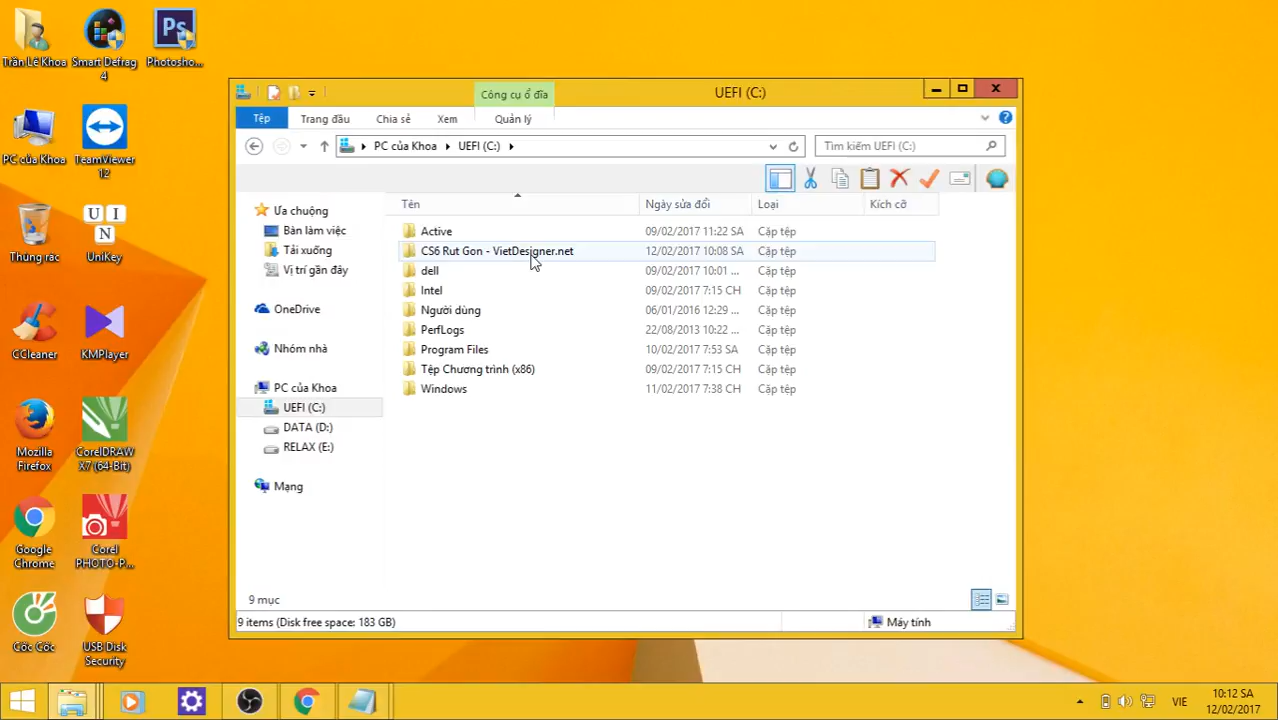 Trần Lê Khoa
Smart Defrag 4
Photosho...
PC của Khoa
TeamViewer 12
Thùng rác
UNI
UniKey
CCleaner
KMPlayer
Mozilla Firefox
CorelDRAW X7 (64-Bit)
Google Chrome
Corel PHOTO-P...
Cốc Cốc
USB Disk Security
Công cụ ổ đĩa
UEFI (C:)
Tệp
Trang đầu
Chia sẻ
Xem
Quản lý
PC của Khoa
UEFI (C:)
Tìm kiếm UEFI (C:)
Ưa chuộng
Bàn làm việc
Tải xuống
Vị trí gần đây
OneDrive
Nhóm nhà
PC của Khoa
UEFI (C:)
DATA (D:)
RELAX (E:)
Mạng
Tên Ngày sửa đổi Loại Kích cỡ
Active 09/02/2017 11:22 SA Cặp tệp
CS6 Rut Gon - VietDesigner.net 12/02/2017 10:08 SA Cặp tệp
dell 09/02/2017 10:01 ... Cặp tệp
Intel 09/02/2017 7:15 CH Cặp tệp
Người dùng 06/01/2016 12:29 ... Cặp tệp
PerfLogs 22/08/2013 10:22 ... Cặp tệp
Program Files 10/02/2017 7:53 SA Cặp tệp
Tệp Chương trình (x86) 09/02/2017 7:15 CH Cặp tệp
Windows 11/02/2017 7:38 CH Cặp tệp
9 mục
9 items (Disk free space: 183 GB)
Máy tính
VIE
10:12 SA
12/02/2017